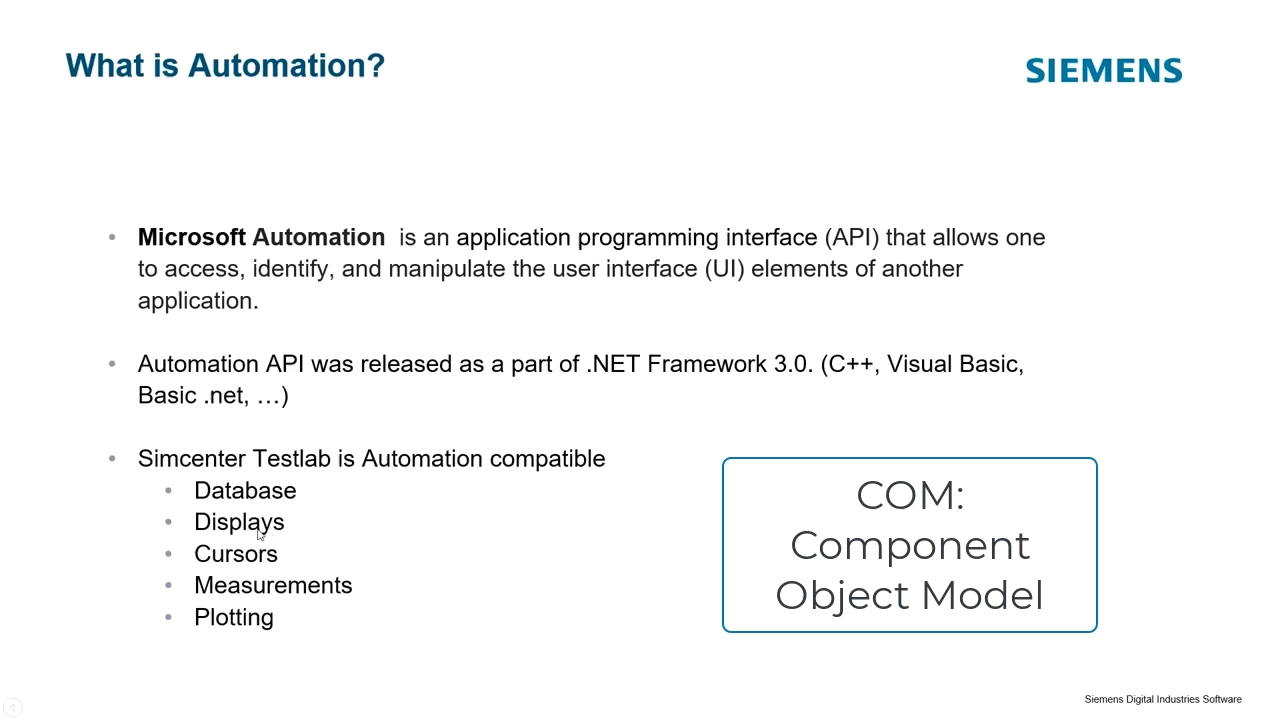 What is Automation?
SIEMENS
• Microsoft Automation is an application programming interface (API) that allows one
to access, identify, and manipulate the user interface (UI) elements of another
application.
• Automation API was released as a part of .NET Framework 3.0. (C++, Visual Basic,
Basic .net, …)
• Simcenter Testlab is Automation compatible
• Database
• Displays
• Cursors
• Measurements
• Plotting
COM:
Component
Object Model
Siemens Digital Industries Software